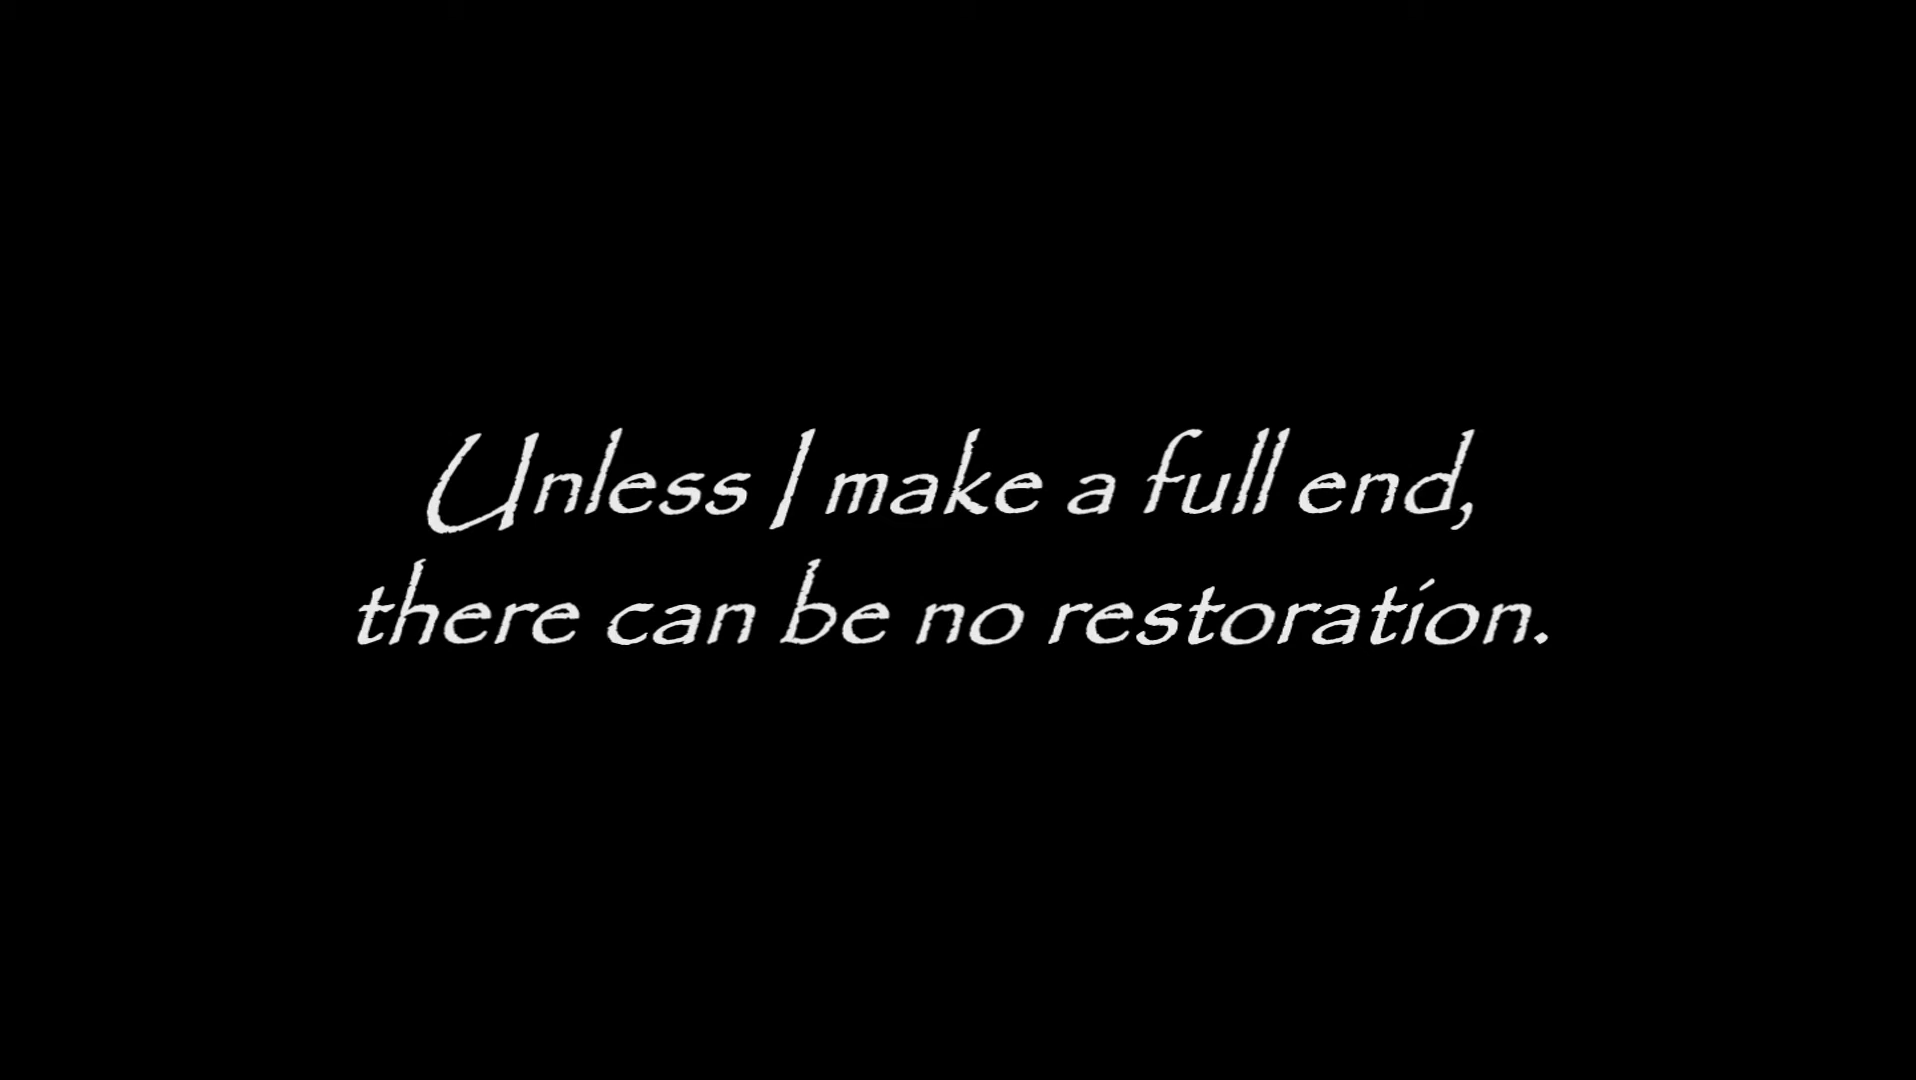 Unless I make a full end,
there can be no restoration.